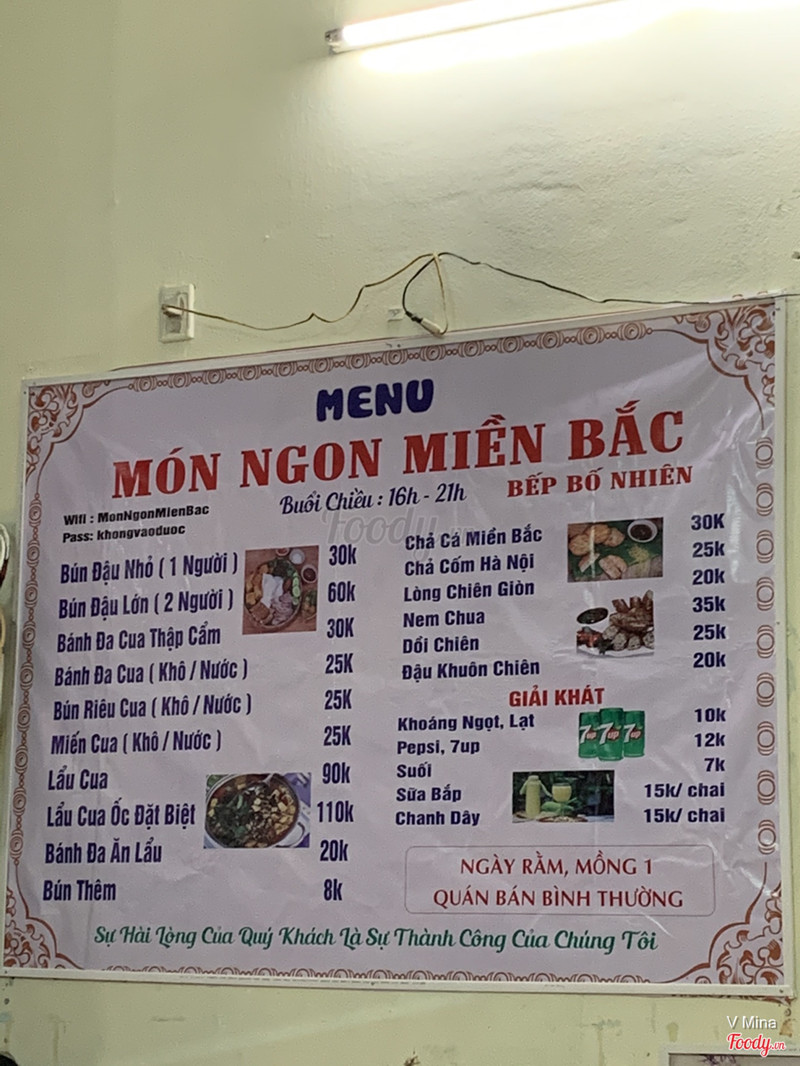 MENU
MÓN NGON MIỀN BẮC
Buổi Chiều : 16h - 21h
BẾP BỐ NHIÊN
Wifi : MonNgonMienBac
Pass: khongvaoduoc
Bún Đậu Nhỏ ( 1 Người ) 30k
Bún Đậu Lớn ( 2 Người ) 60k
Bánh Đa Cua Thập Cẩm 30K
Bánh Đa Cua ( Khô / Nước ) 25K
Bún Riêu Cua ( Khô / Nước ) 25K
Miến Cua ( Khô / Nước ) 25K
Lẩu Cua 90k
Lẩu Cua Ốc Đặt Biệt 110k
Bánh Đa Ăn Lẩu 20k
Bún Thêm 8k
Chả Cá Miền Bắc 30K
Chả Cốm Hà Nội 25k
Lòng Chiên Giòn 20k
Nem Chua 35k
Dồi Chiên 25k
Đậu Khuôn Chiên 20k
GIẢI KHÁT
Khoáng Ngọt, Lạt 10k
Pepsi, 7up 12k
Suối 7k
Sữa Bắp 15k/ chai
Chanh Dây 15k/ chai
7up 7up 7up
NGÀY RẰM, MỒNG 1
QUÁN BÁN BÌNH THƯỜNG
Sự Hài Lòng Của Quý Khách Là Sự Thành Công Của Chúng Tôi
Foody.vn
V Mina
Foody.vn